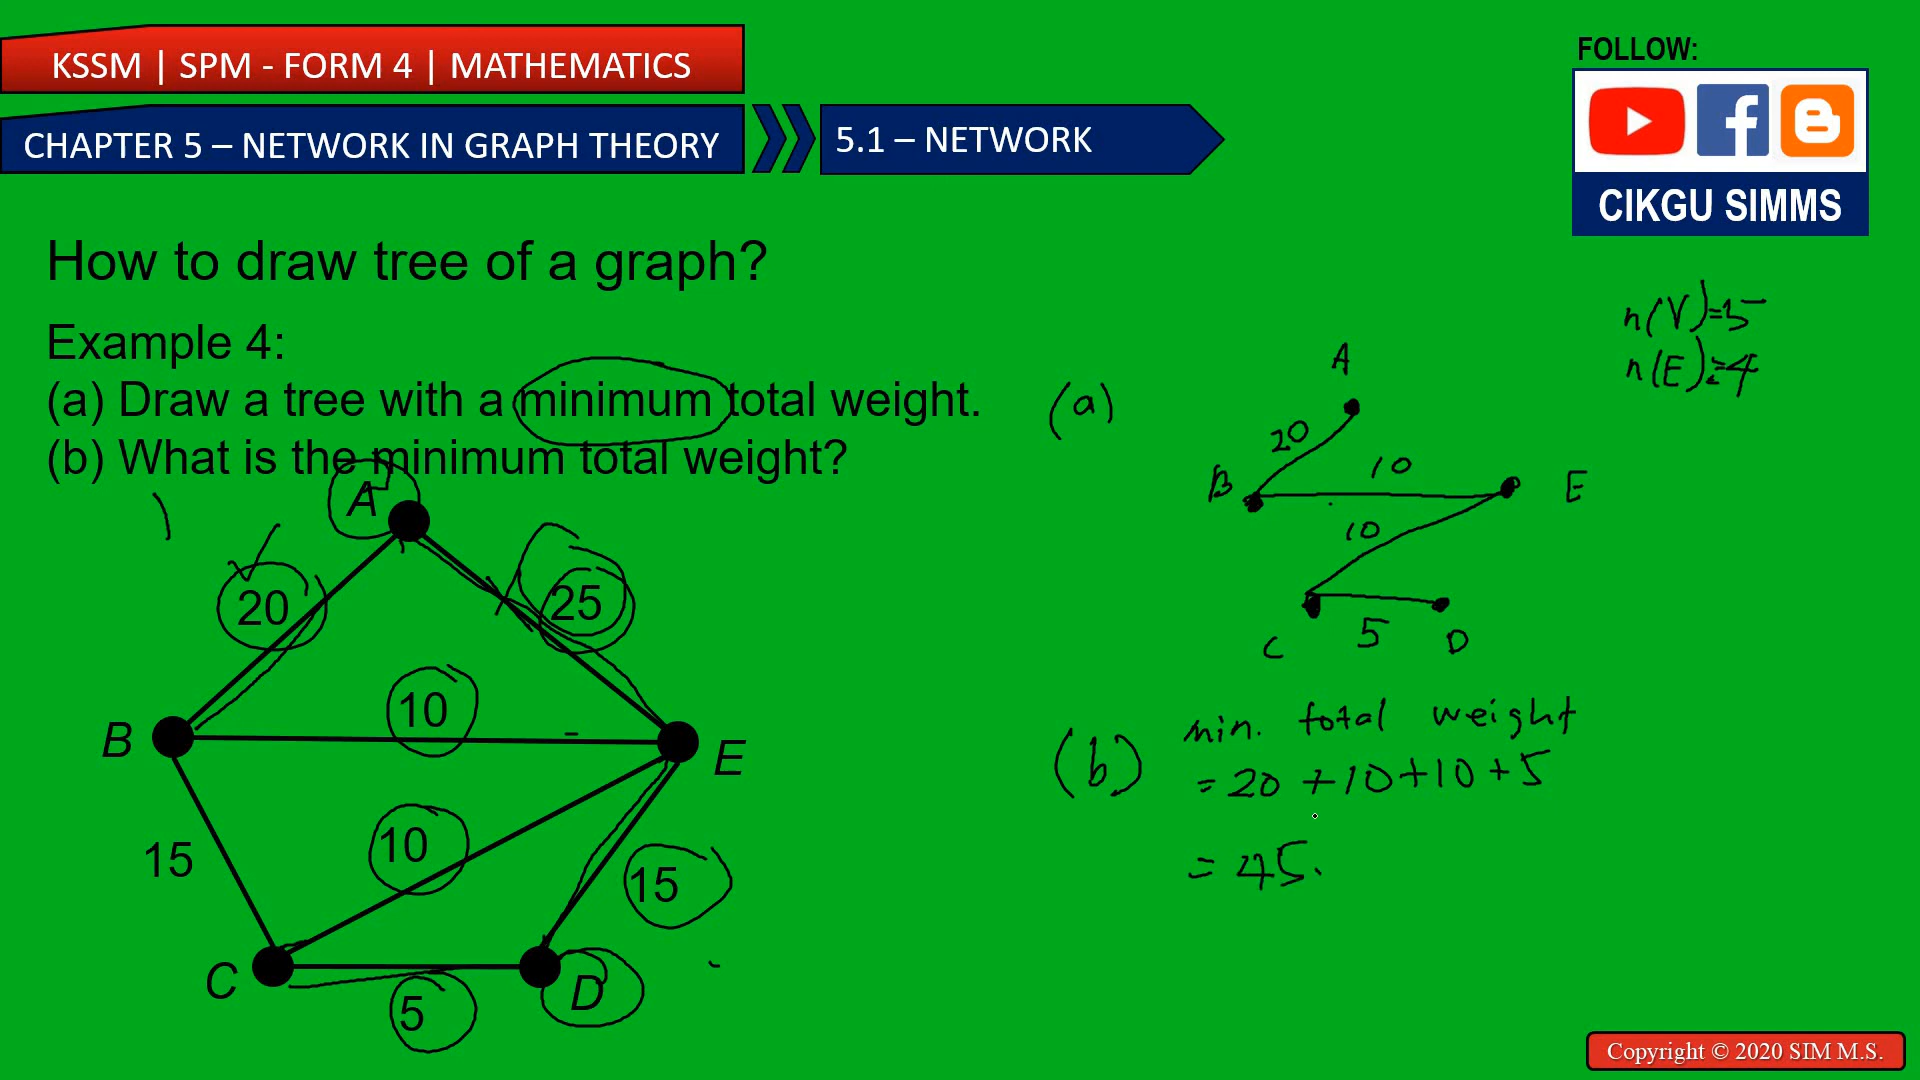 KSSM | SPM - FORM 4 | MATHEMATICS
FOLLOW:
CHAPTER 5 – NETWORK IN GRAPH THEORY
5.1 – NETWORK
CIKGU SIMMS
How to draw tree of a graph?
Example 4:
(a) Draw a tree with a minimum total weight.
(b) What is the minimum total weight?
A
20
25
B
10
E
15
10
15
C
D
5
n(V)=5
n(E)=4
(a)
A
20
B
10
E
10
C
5
D
(b) min. total weight
= 20 + 10 + 10 + 5
= 45.
Copyright © 2020 SIM M.S.